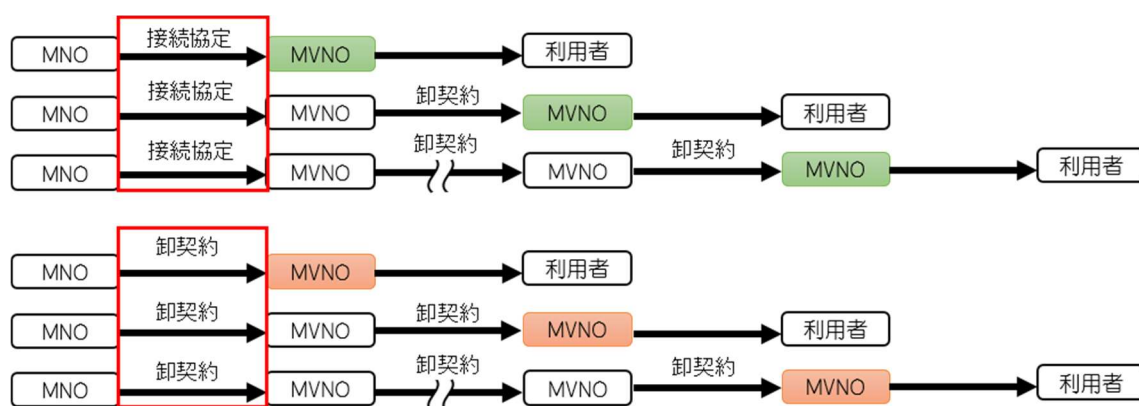 MNO 接続協定 MVNO 利用者
MNO 接続協定 MVNO 卸契約 MVNO 利用者
MNO 接続協定 MVNO 卸契約 MVNO 卸契約 MVNO 利用者
MNO 卸契約 MVNO 利用者
MNO 卸契約 MVNO 卸契約 MVNO 利用者
MNO 卸契約 MVNO 卸契約 MVNO 卸契約 MVNO 利用者